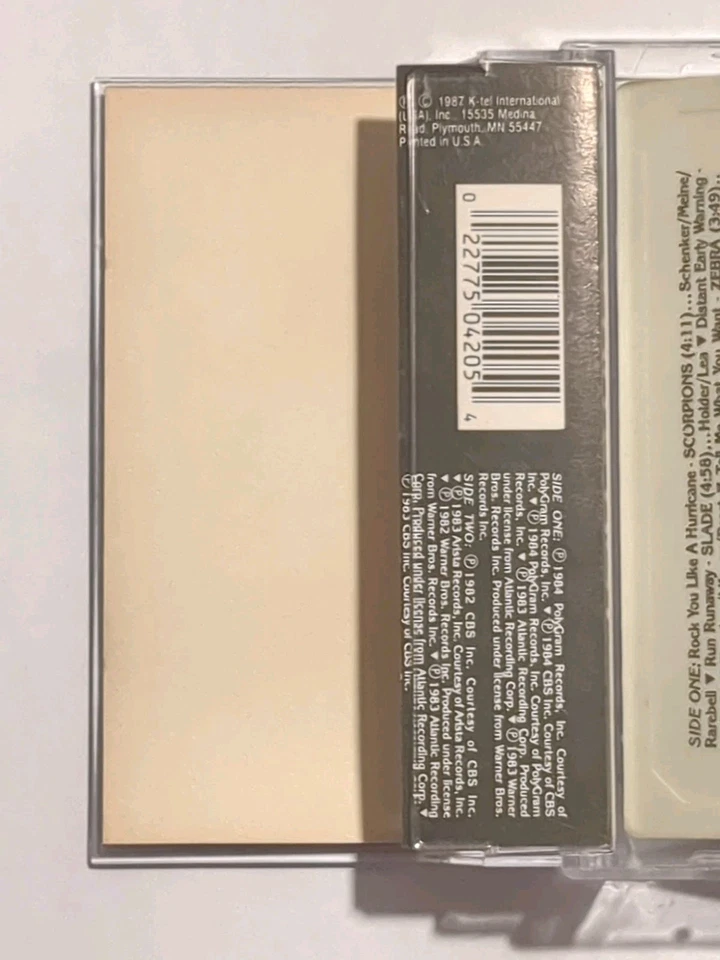 Ⓟ © 1987 K-tel International
(USA), Inc. 15535 Medina
Road, Plymouth, MN 55447
Printed in U.S.A.
0 22775 04205 4
SIDE ONE: Ⓟ 1984 PolyGram Records, Inc. Courtesy of
PolyGram Records, Inc. ▼ Ⓟ 1984 CBS Inc. Courtesy of CBS
Inc. ▼ Ⓟ 1984 PolyGram Records, Inc. Courtesy of PolyGram
Records, Inc. ▼ Ⓟ 1983 Atlantic Recording Corp. Produced
under license from Atlantic Recording Corp. ▼ Ⓟ 1983 Warner
Bros. Records Inc. Produced under license from Warner Bros.
Records Inc.
SIDE TWO: Ⓟ 1982 CBS Inc. Courtesy of CBS Inc.
▼ Ⓟ 1983 Arista Records, Inc. Courtesy of Arista Records, Inc.
▼ Ⓟ 1982 Warner Bros. Records Inc. Produced under license
from Warner Bros. Records Inc. ▼ Ⓟ 1983 Atlantic Recording
Corp. Produced under license from Atlantic Recording Corp. ▼
Ⓟ 1983 CBS Inc. Courtesy of CBS Inc.
SIDE ONE: Rock You Like A Hurricane · SCORPIONS (4:11)...Schenker/Meine/
Rarebell ▼ Run Runaway · SLADE (4:58)...Holder/Lea ▼ Distant Early Warning ·
Tell Me What You Want · ZEBRA (3:49)..